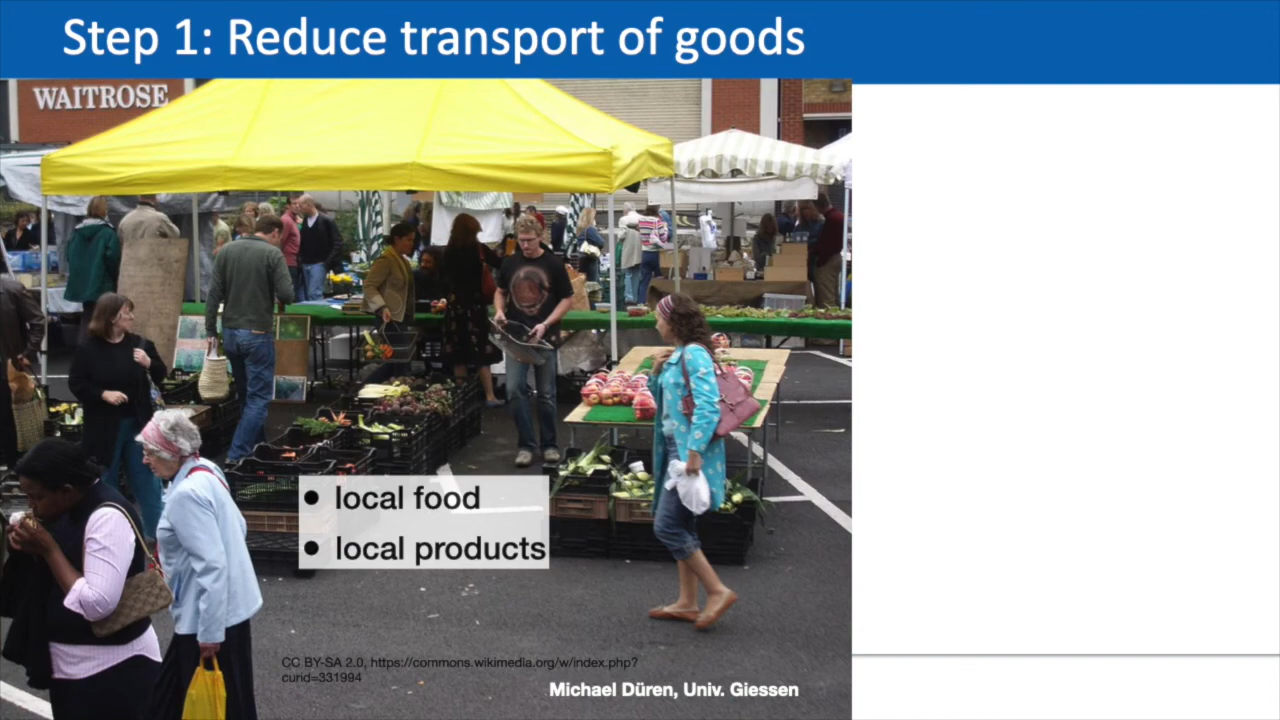 Step 1: Reduce transport of goods
WAITROSE
• local food
• local products
CC BY-SA 2.0, https://commons.wikimedia.org/w/index.php?
curid=331994
Michael Düren, Univ. Giessen